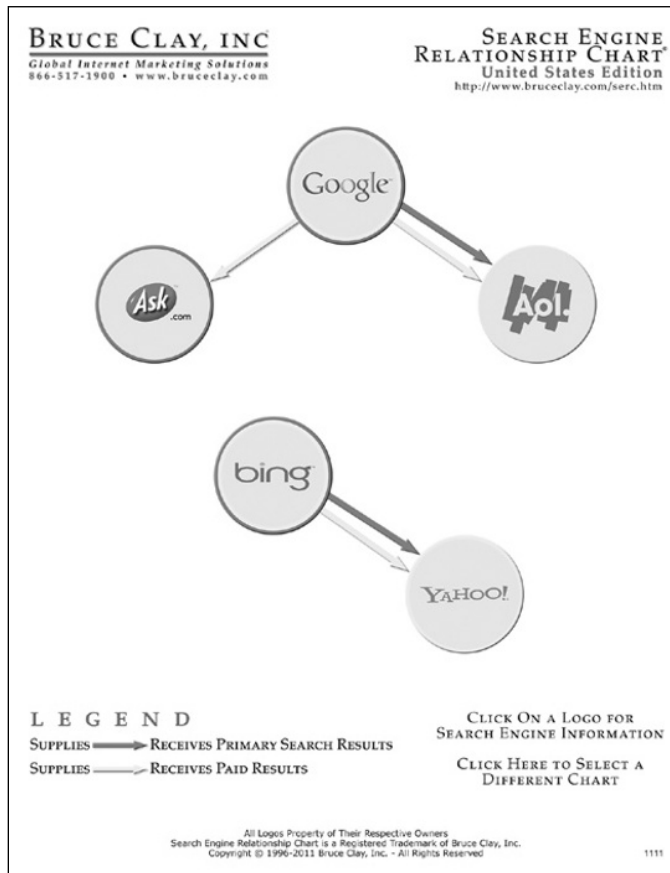 BRUCE CLAY, INC
Global Internet Marketing Solutions
866-517-1900 • www.bruceclay.com
SEARCH ENGINE
RELATIONSHIP CHART®
United States Edition
http://www.bruceclay.com/serc.htm
Google™
Ask™
.com
Aol.
bing™
YAHOO!
LEGEND
SUPPLIES RECEIVES PRIMARY SEARCH RESULTS
SUPPLIES RECEIVES PAID RESULTS
CLICK ON A LOGO FOR
SEARCH ENGINE INFORMATION
CLICK HERE TO SELECT A
DIFFERENT CHART
All Logos Property of Their Respective Owners
Search Engine Relationship Chart is a Registered Trademark of Bruce Clay, Inc.
Copyright © 1996-2011 Bruce Clay, Inc. - All Rights Reserved
1111